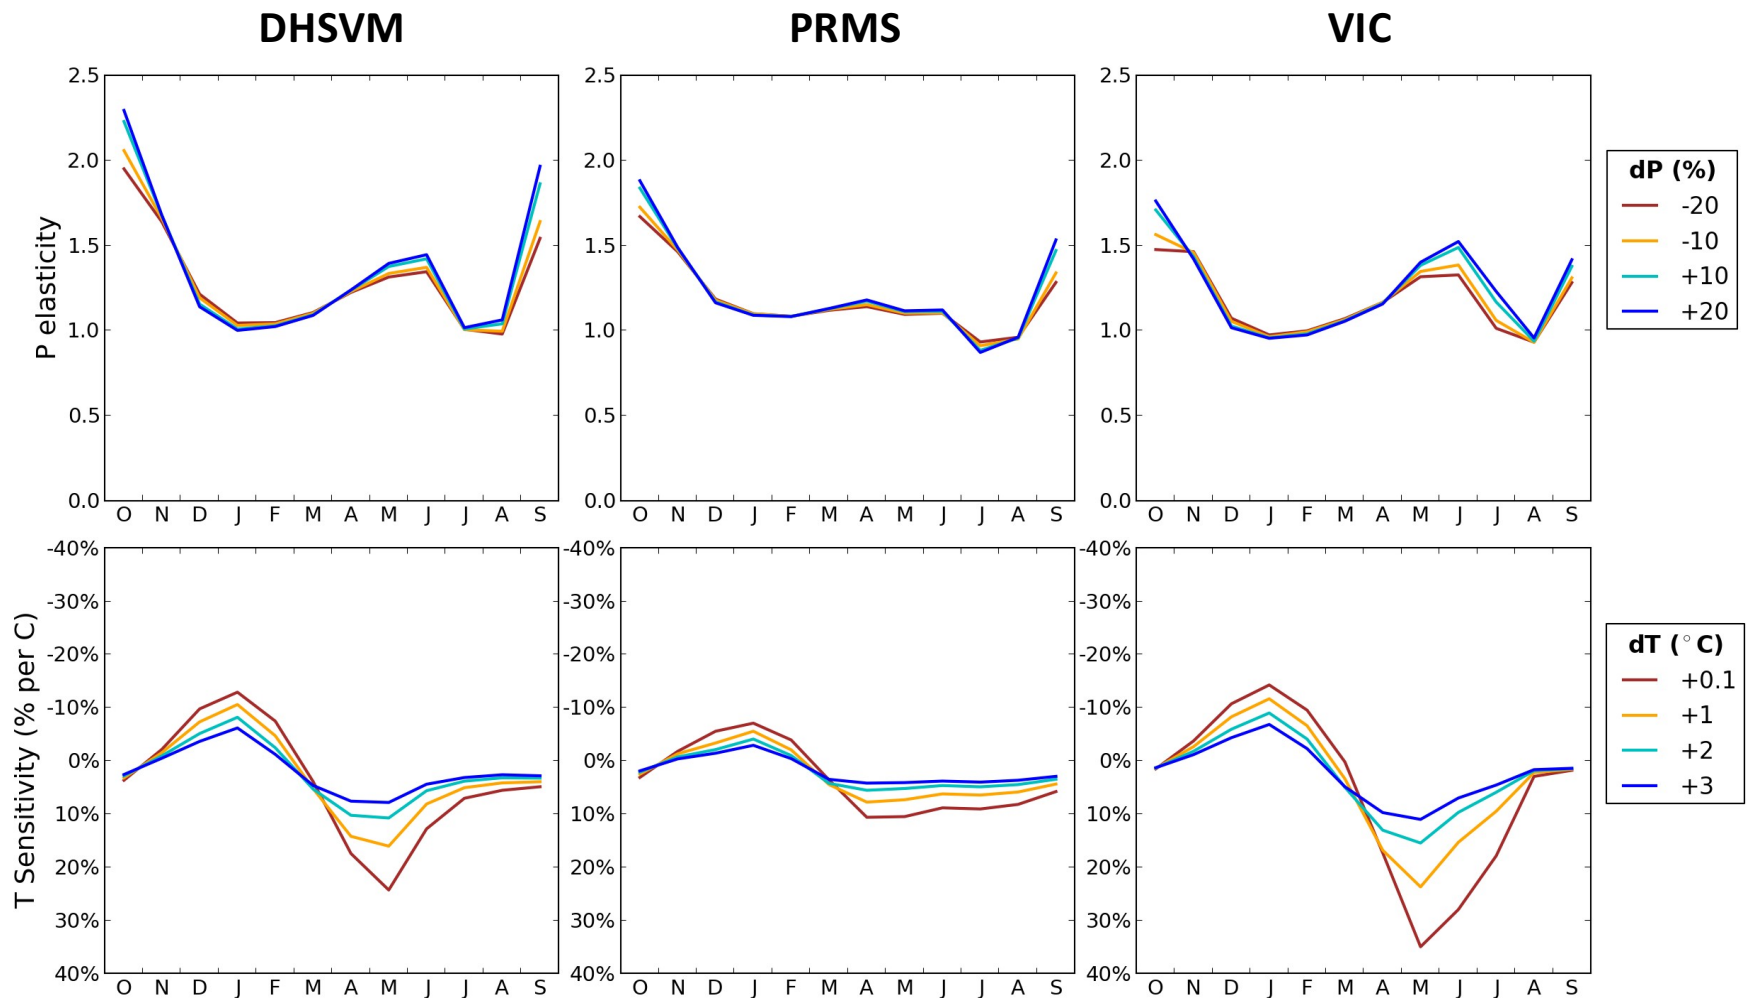 DHSVM PRMS VIC
P elasticity
2.5 2.5 2.5
2.0 2.0 2.0
1.5 1.5 1.5
1.0 1.0 1.0
0.5 0.5 0.5
0.0 0.0 0.0
O N D J F M A M J J A S O N D J F M A M J J A S O N D J F M A M J J A S
dP (%)
-20
-10
+10
+20
T Sensitivity (% per C)
-40% -40% -40%
-30% -30% -30%
-20% -20% -20%
-10% -10% -10%
0% 0% 0%
10% 10% 10%
20% 20% 20%
30% 30% 30%
40% 40% 40%
O N D J F M A M J J A S O N D J F M A M J J A S O N D J F M A M J J A S
dT (°C)
+0.1
+1
+2
+3